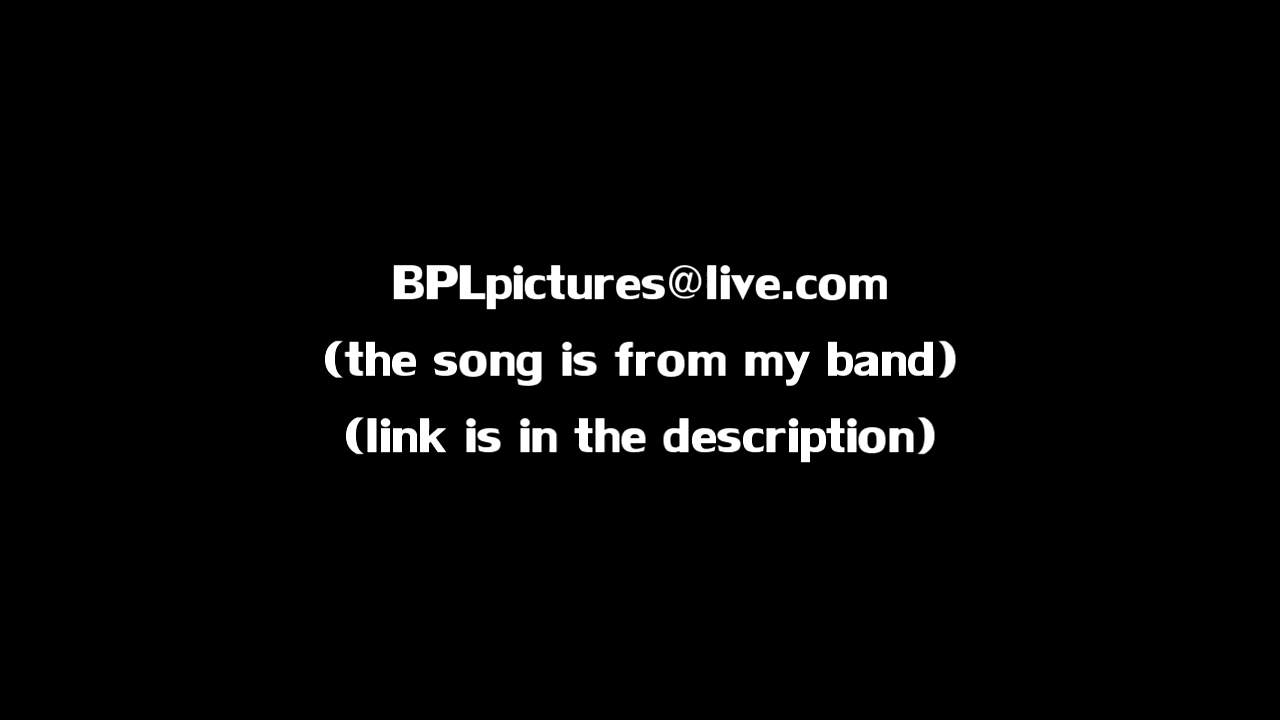 BPLpictures@live.com
(the song is from my band)
(link is in the description)